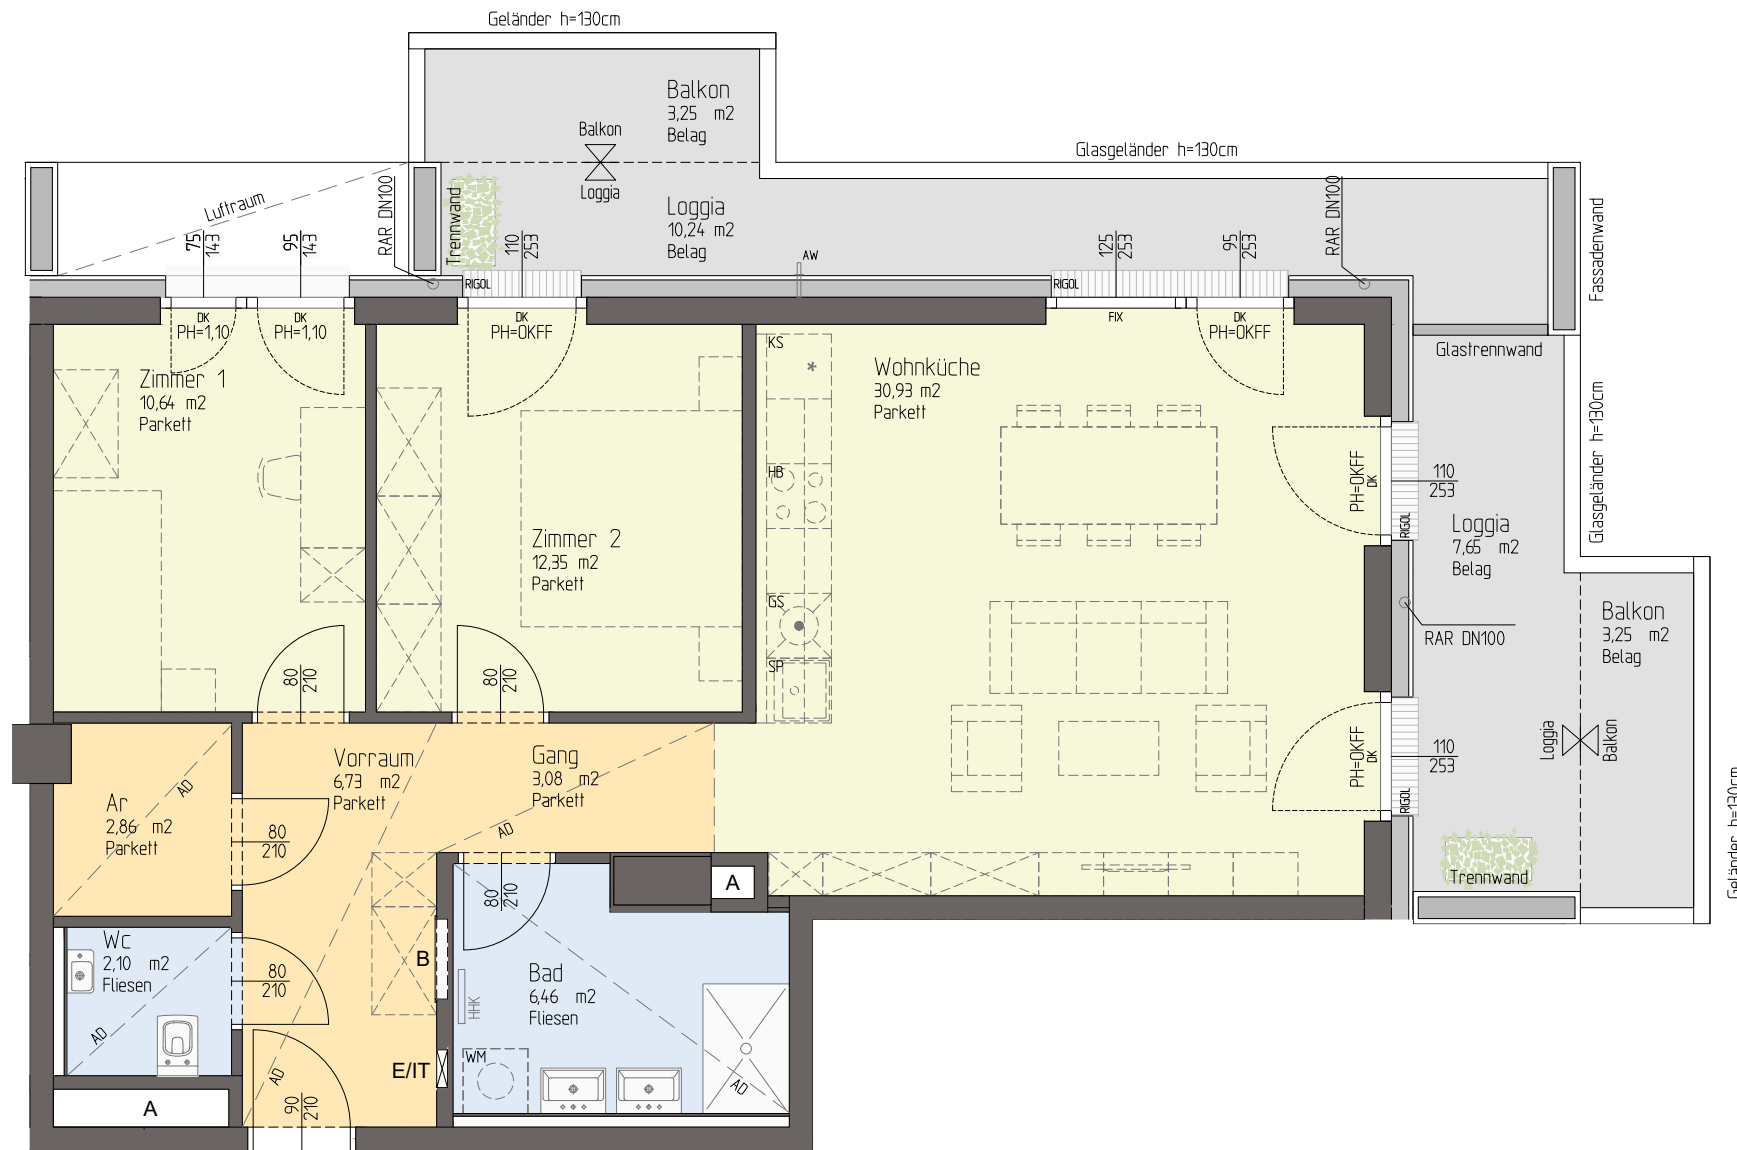 Geländer h=130cm
Balkon
3,25 m2
Belag
Balkon
Loggia
Glasgeländer h=130cm
Luftraum
RAR DN100
Trennwand
Loggia
10,24 m2
Belag
RAR DN100
Fassadenwand
75
143
95
143
110
253
125
253
95
253
AW
RIGOL
RIGOL
DK
PH=1,10
DK
PH=1,10
DK
PH=OKFF
FIX
DK
PH=OKFF
Glastrennwand
Zimmer 1
10,64 m2
Parkett
KS
Wohnküche
30,93 m2
Parkett
Glasgeländer h=130cm
HB
PH=OKFF
DK
110
253
RIGOL
Loggia
7,65 m2
Belag
Zimmer 2
12,35 m2
Parkett
GS
SP
RAR DN100
Balkon
3,25 m2
Belag
80
210
80
210
Loggia
Balkon
PH=OKFF
DK
110
253
RIGOL
Geländer h=130cm
Vorraum
6,73 m2
Parkett
Gang
3,08 m2
Parkett
AD
Ar
2,86 m2
Parkett
AD
80
210
80
210
A
Trennwand
Wc
2,10 m2
Fliesen
AD
80
210
B
HHK
Bad
6,46 m2
Fliesen
WM
AD
E/IT
AD
A
90
210